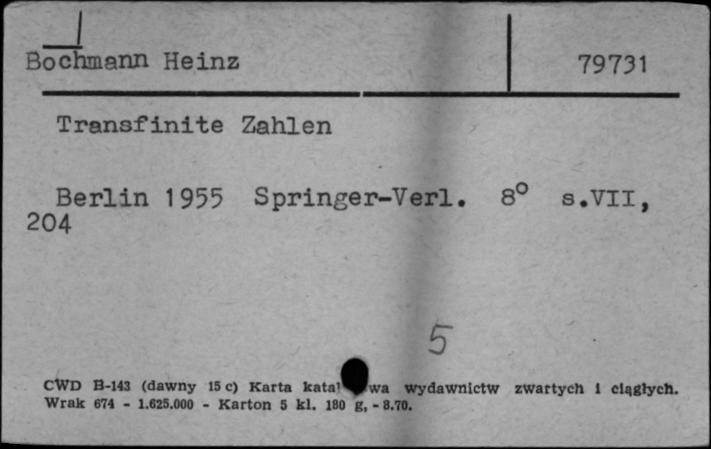 Bochmann Heinz 79731
Transfinite Zahlen
Berlin 1955 Springer-Verl. 8° s.VII,
204
5
CWD B-143 (dawny 15 c) Karta wydawnictw zwartych i ciągłych.
Wrak 674 - 1.625.000 - Karton 5 kl. 180 g, - 8.70.